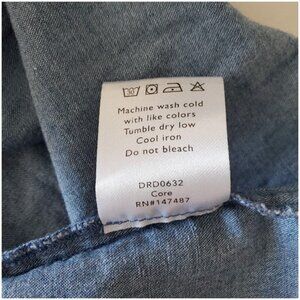 Machine wash cold
with like colors
Tumble dry low
Cool iron
Do not bleach
DRD0632
Core
RN#147487